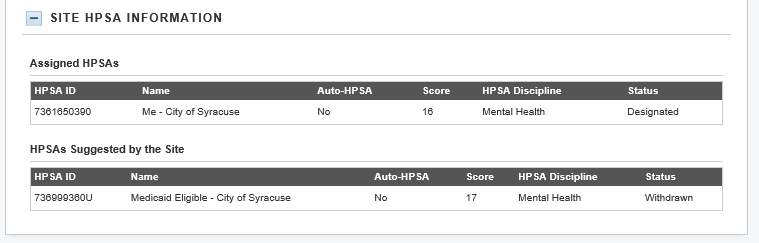 SITE HPSA INFORMATION
Assigned HPSAs
HPSA ID Name Auto-HPSA Score HPSA Discipline Status
7361650390 Me - City of Syracuse No 16 Mental Health Designated
HPSAs Suggested by the Site
HPSA ID Name Auto-HPSA Score HPSA Discipline Status
736999360U Medicaid Eligible - City of Syracuse No 17 Mental Health Withdrawn